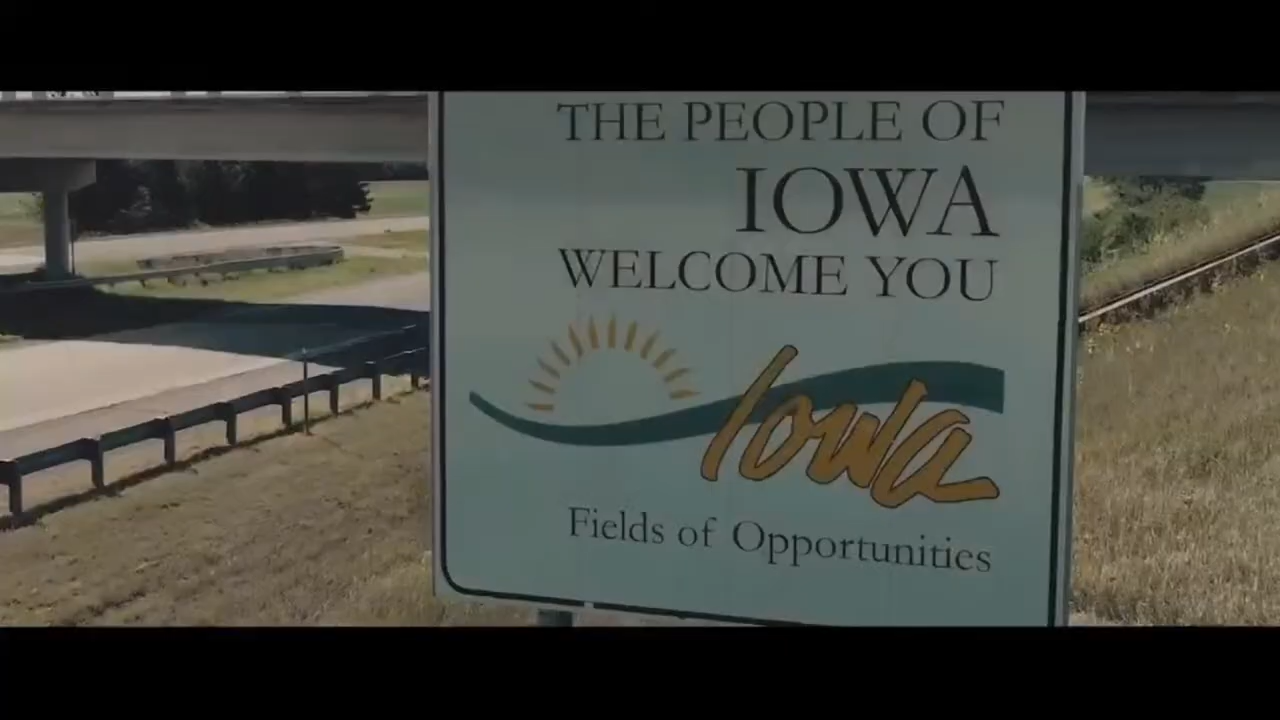 THE PEOPLE OF
IOWA
WELCOME YOU
Iowa
Fields of Opportunities